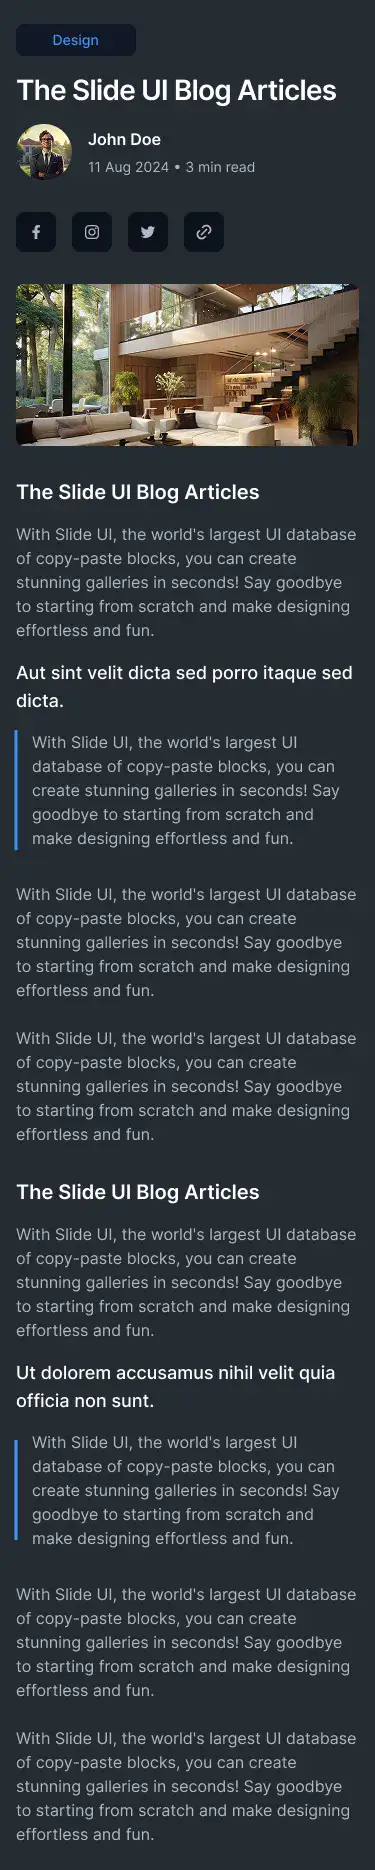 Design
The Slide UI Blog Articles
John Doe
11 Aug 2024 • 3 min read
The Slide UI Blog Articles
With Slide UI, the world's largest UI database
of copy-paste blocks, you can create
stunning galleries in seconds! Say goodbye
to starting from scratch and make designing
effortless and fun.
Aut sint velit dicta sed porro itaque sed
dicta.
With Slide UI, the world's largest UI
database of copy-paste blocks, you can
create stunning galleries in seconds! Say
goodbye to starting from scratch and
make designing effortless and fun.
With Slide UI, the world's largest UI database
of copy-paste blocks, you can create
stunning galleries in seconds! Say goodbye
to starting from scratch and make designing
effortless and fun.
With Slide UI, the world's largest UI database
of copy-paste blocks, you can create
stunning galleries in seconds! Say goodbye
to starting from scratch and make designing
effortless and fun.
The Slide UI Blog Articles
With Slide UI, the world's largest UI database
of copy-paste blocks, you can create
stunning galleries in seconds! Say goodbye
to starting from scratch and make designing
effortless and fun.
Ut dolorem accusamus nihil velit quia
officia non sunt.
With Slide UI, the world's largest UI
database of copy-paste blocks, you can
create stunning galleries in seconds! Say
goodbye to starting from scratch and
make designing effortless and fun.
With Slide UI, the world's largest UI database
of copy-paste blocks, you can create
stunning galleries in seconds! Say goodbye
to starting from scratch and make designing
effortless and fun.
With Slide UI, the world's largest UI database
of copy-paste blocks, you can create
stunning galleries in seconds! Say goodbye
to starting from scratch and make designing
effortless and fun.